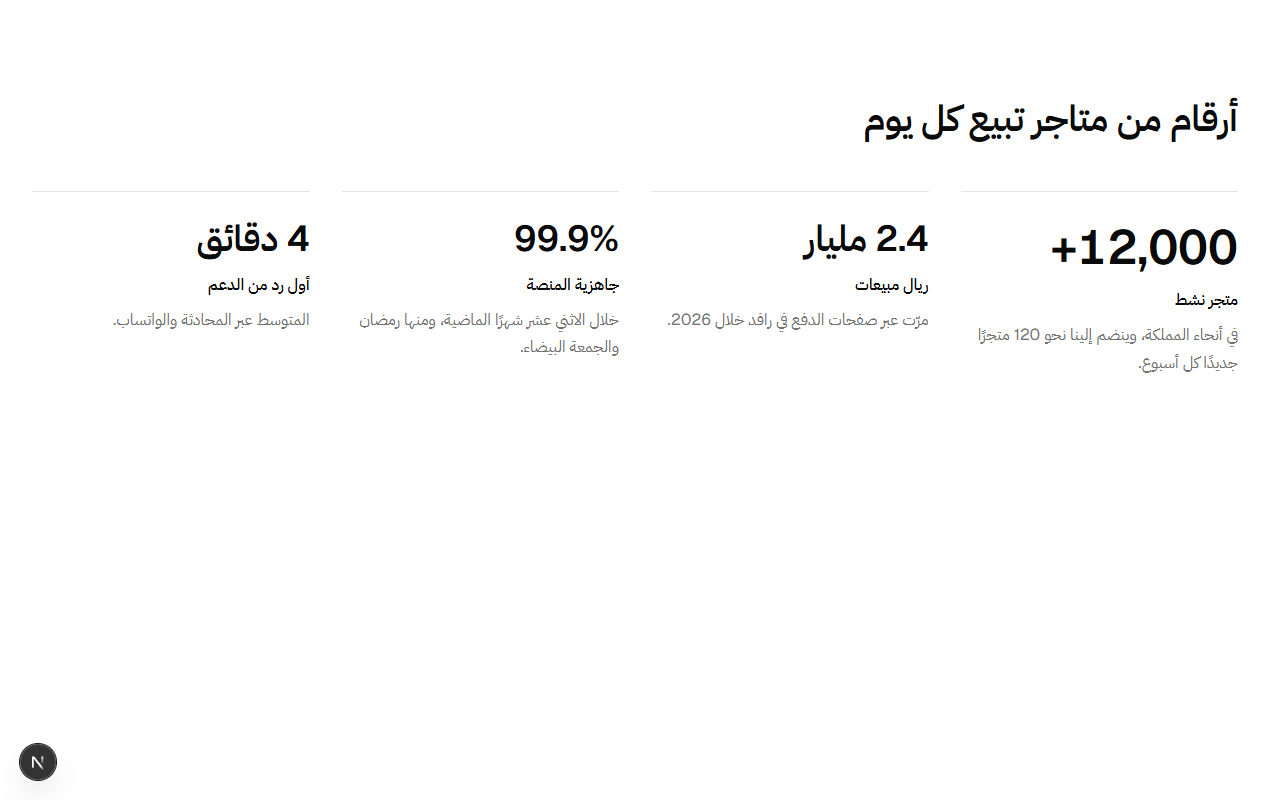 أرقام من متاجر تبيع كل يوم
12,000+
متجر نشط
في أنحاء المملكة، وينضم إلينا نحو 120 متجرًا
جديدًا كل أسبوع.
2.4 مليار
ريال مبيعات
مرّت عبر صفحات الدفع في رافد خلال 2026.
99.9%
جاهزية المنصة
خلال الاثني عشر شهرًا الماضية، ومنها رمضان
والجمعة البيضاء.
4 دقائق
أول رد من الدعم
المتوسط عبر المحادثة والواتساب.
N